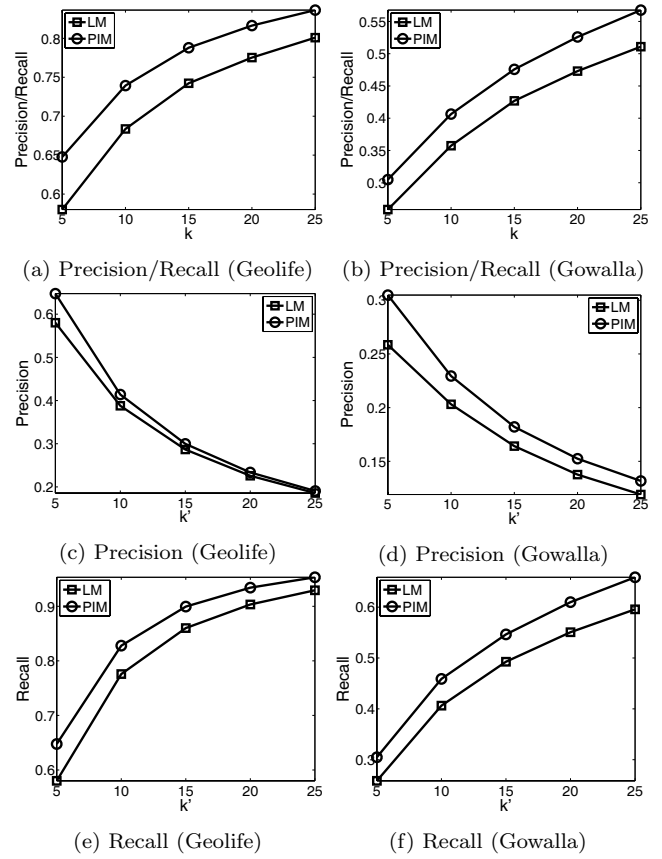 LM
PIM
0.8
0.75
0.7
0.65
0.6
Precision/Recall
5 10 15 20 25
k
(a) Precision/Recall (Geolife)
LM
PIM
0.55
0.5
0.45
0.4
0.35
0.3
Precision/Recall
5 10 15 20 25
k
(b) Precision/Recall (Gowalla)
LM
PIM
0.6
0.5
0.4
0.3
0.2
Precision
5 10 15 20 25
k'
(c) Precision (Geolife)
LM
PIM
0.3
0.25
0.2
0.15
Precision
5 10 15 20 25
k'
(d) Precision (Gowalla)
LM
PIM
0.9
0.8
0.7
0.6
Recall
5 10 15 20 25
k'
(e) Recall (Geolife)
LM
PIM
0.6
0.5
0.4
0.3
Recall
5 10 15 20 25
k'
(f) Recall (Gowalla)